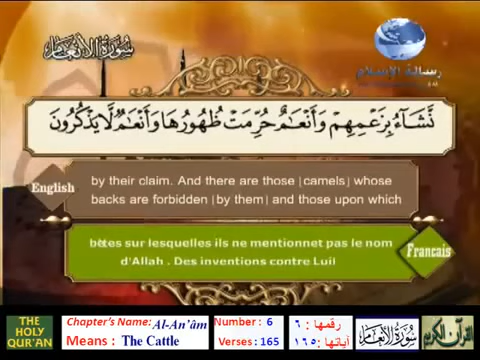 سورة الأنعام
رسالة الإسلام
نَّشَآءُ بِزَعْمِهِمْ وَأَنْعَٰمٌ حُرِّمَتْ ظُهُورُهَا وَأَنْعَٰمٌ لَّا يَذْكُرُونَ
English
by their claim. And there are those [camels] whose
backs are forbidden [by them] and those upon which
bêtes sur lesquelles ils ne mentionnet pas le nom
d'Allah . Des inventions contre Lui!
Francais
THE HOLY QUR'AN
Chapter's Name: Al-An'âm
Means : The Cattle
Number : 6
Verses : 165
رقمها : ٦
آياتها : ١٦٥
سورة الأنعام
القرآن الكريم